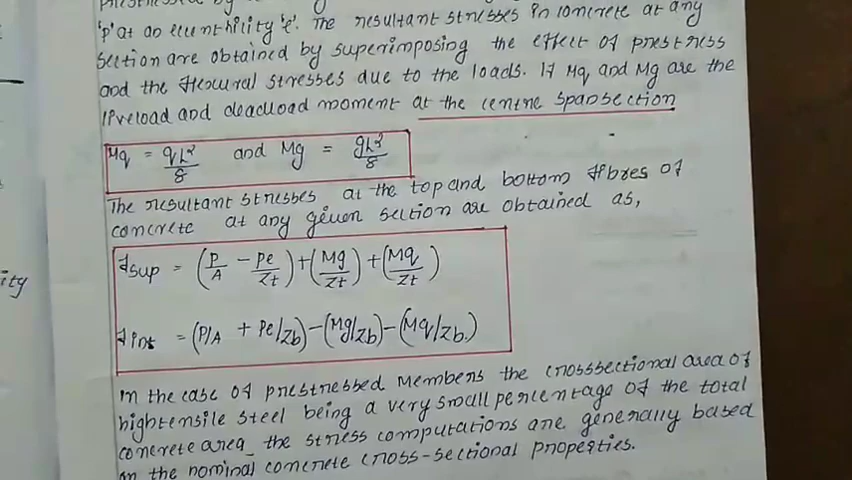 'p' at an eccentbility 'e'. The resultant stresses in concrete at any
section are obtained by superimposing the effect of prestress
and the flexural stresses due to the loads. If Mq and Mg are the
liveload and deadload moment at the centre span section
Mq = qL²/8 and Mg = gL²/8
The resultant stresses at the top and bottom fibres of
concrete at any given section are obtained as,
fsup = (P/A - Pe/Zt) + (Mg/Zt) + (Mq/Zt)
fint = (P/A + Pe/Zb) - (Mg/Zb) - (Mq/Zb)
ity
In the case of prestressed members the crosssectional area of
hightensile steel being a very small percentage of the total
concrete area the stress computations are generally based
on the nominal concrete cross-sectional properties.